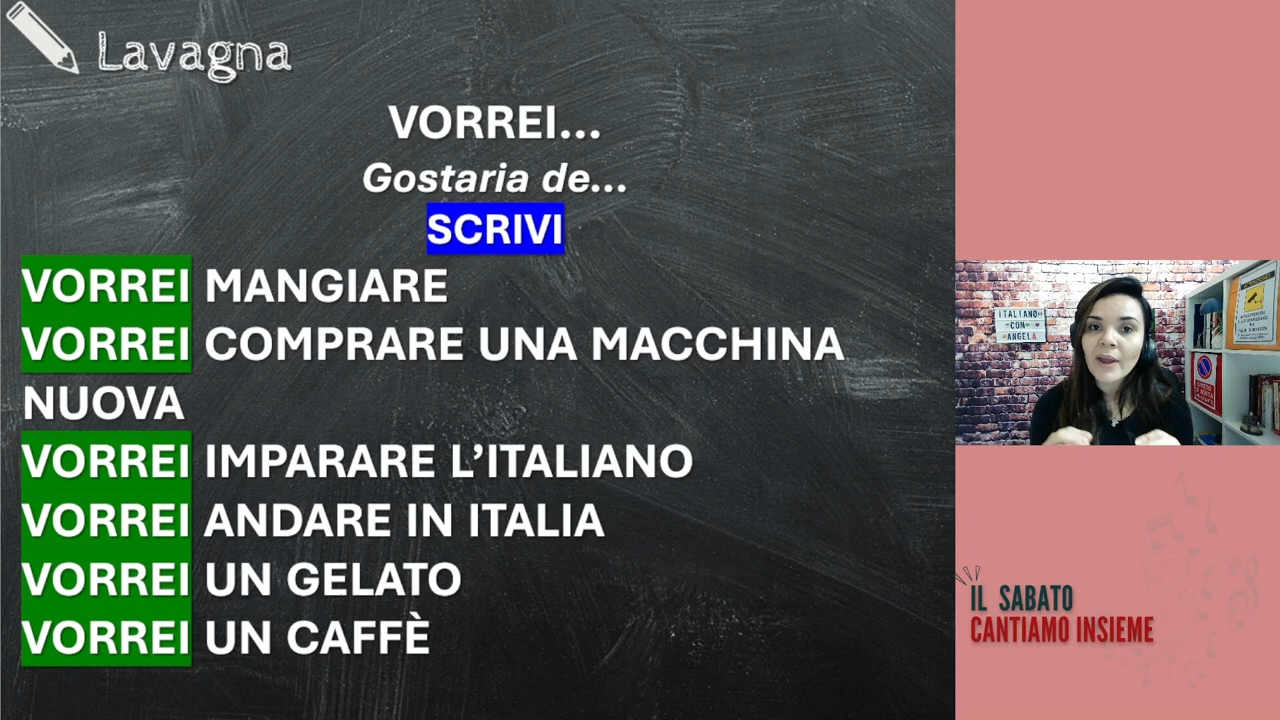 Lavagna
VORREI...
Gostaria de...
SCRIVI
VORREI MANGIARE
VORREI COMPRARE UNA MACCHINA
NUOVA
VORREI IMPARARE L'ITALIANO
VORREI ANDARE IN ITALIA
VORREI UN GELATO
VORREI UN CAFFÈ
ITALIANO
CON
ANGELA
IL SABATO
CANTIAMO INSIEME